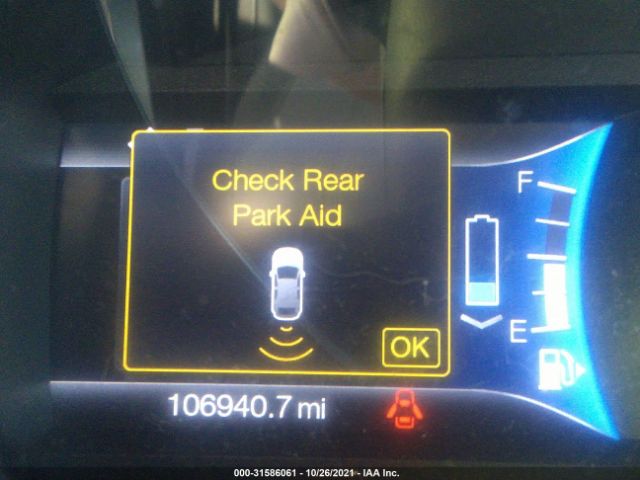 Check Rear
Park Aid
F
E
OK
106940.7 mi
000-31586061 - 10/26/2021 - IAA Inc.